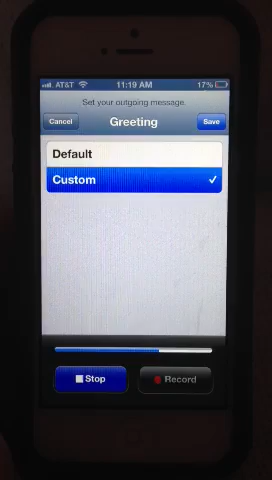 AT&T 11:19 AM 17%
Set your outgoing message.
Cancel Greeting Save
Default
Custom
Stop Record